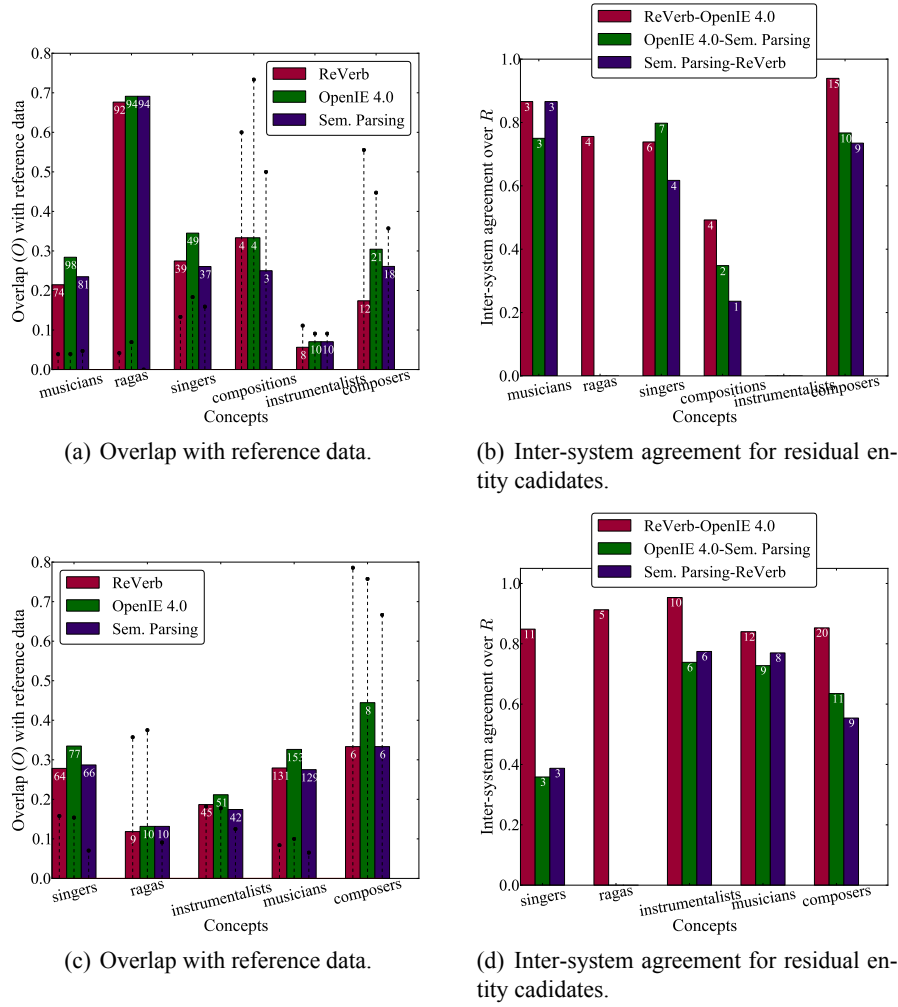 ReVerb-OpenIE 4.0
OpenIE 4.0-Sem. Parsing
Sem. Parsing-ReVerb
0.8
0.7
0.6
0.5
0.4
0.3
0.2
0.1
0.0
Overlap (O) with reference data
ReVerb
OpenIE 4.0
Sem. Parsing
74 98 81
92 94 94
39 49 37
4 4 3
8 10 10
12 21 18
musicians ragas singers compositions instrumentalists composers
Concepts
1.0
0.8
0.6
0.4
0.2
0.0
Inter-system agreement over R
3 3 3
4
6 7 4
4 2 1
15 10 9
musicians ragas singers compositions instrumentalists composers
Concepts
(a) Overlap with reference data.
(b) Inter-system agreement for residual en-
tity cadidates.
ReVerb-OpenIE 4.0
OpenIE 4.0-Sem. Parsing
Sem. Parsing-ReVerb
0.8
0.7
0.6
0.5
0.4
0.3
0.2
0.1
0.0
Overlap (O) with reference data
ReVerb
OpenIE 4.0
Sem. Parsing
64 77 66
9 10 10
45 51 42
131 153 129
6 8 6
singers ragas instrumentalists musicians composers
Concepts
1.0
0.8
0.6
0.4
0.2
0.0
Inter-system agreement over R
11 3 3
5
10 6 6
12 9 8
20 11 9
singers ragas instrumentalists musicians composers
Concepts
(c) Overlap with reference data.
(d) Inter-system agreement for residual en-
tity cadidates.